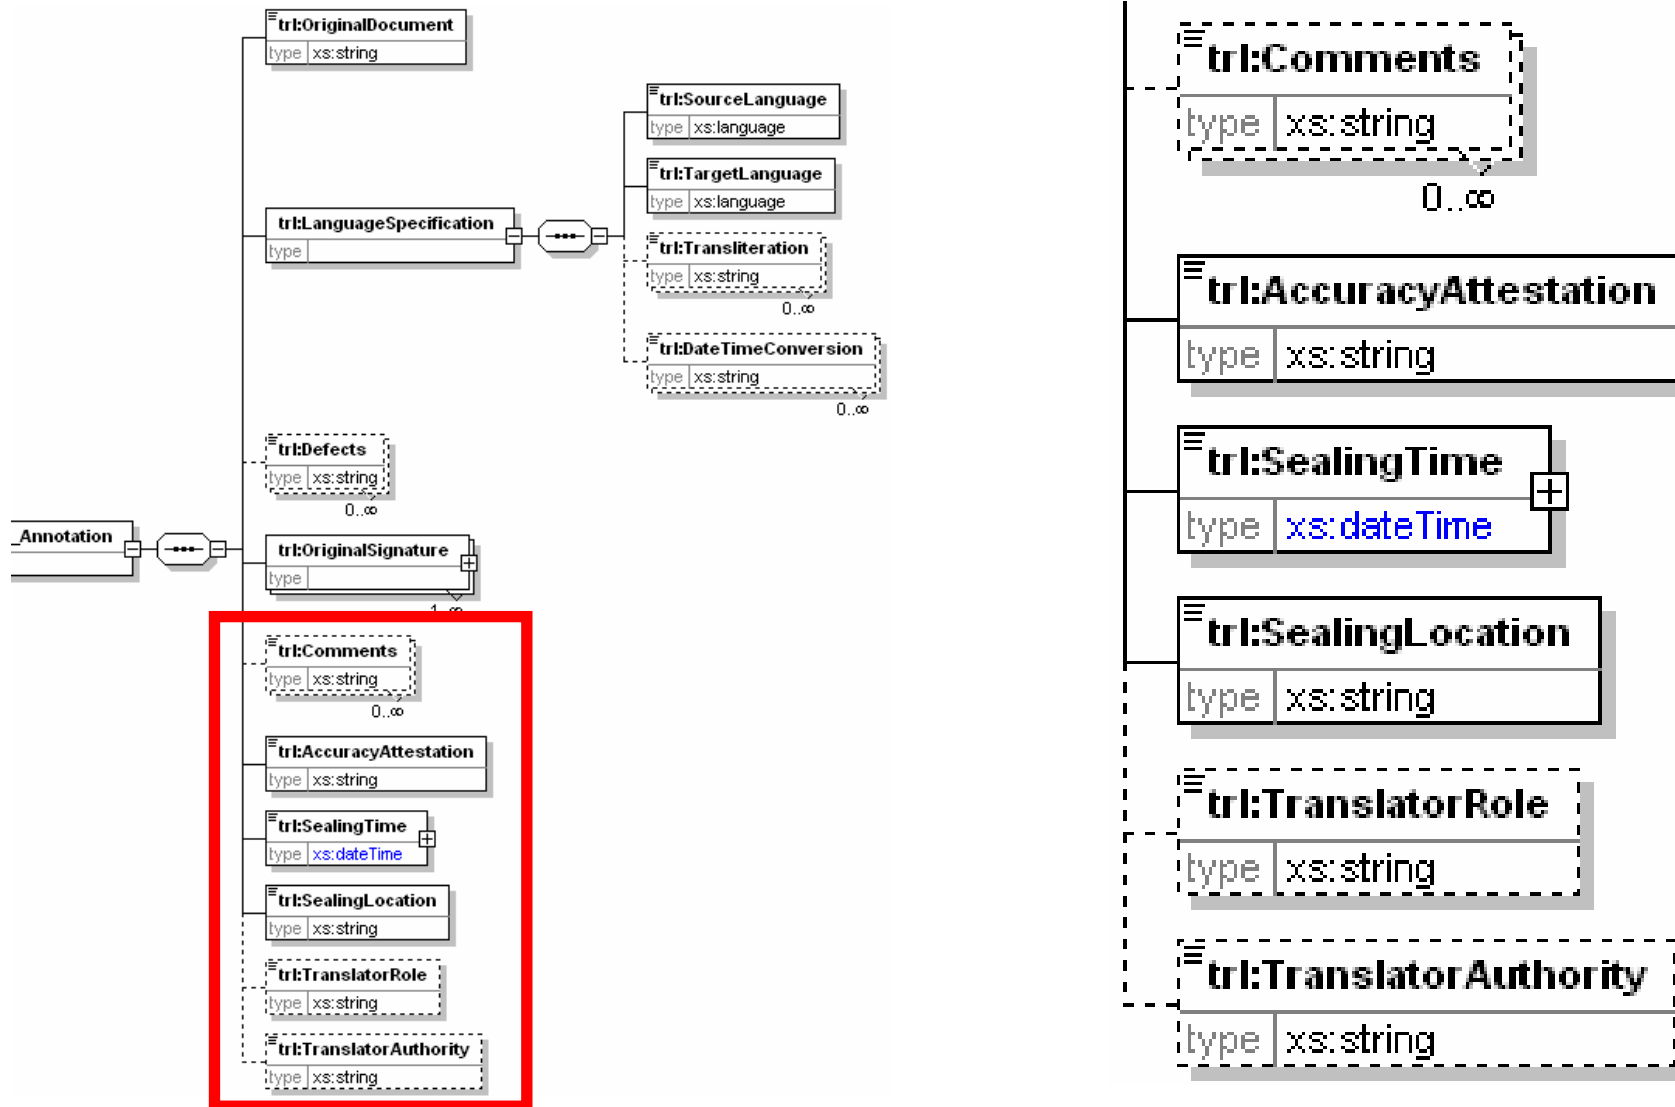 trl:OriginalDocument
type xs:string
trl:SourceLanguage
type xs:language
trl:TargetLanguage
type xs:language
trl:LanguageSpecification
type
trl:Transliteration
type xs:string
0..∞
trl:DateTimeConversion
type xs:string
0..∞
trl:Defects
type xs:string
0..∞
_Annotation
trl:OriginalSignature
type
1..∞
trl:Comments
type xs:string
0..∞
trl:AccuracyAttestation
type xs:string
trl:SealingTime
type xs:dateTime
trl:SealingLocation
type xs:string
trl:TranslatorRole
type xs:string
trl:TranslatorAuthority
type xs:string
trl:Comments
type xs:string
0..∞
trl:AccuracyAttestation
type xs:string
trl:SealingTime
type xs:dateTime
trl:SealingLocation
type xs:string
trl:TranslatorRole
type xs:string
trl:TranslatorAuthority
type xs:string